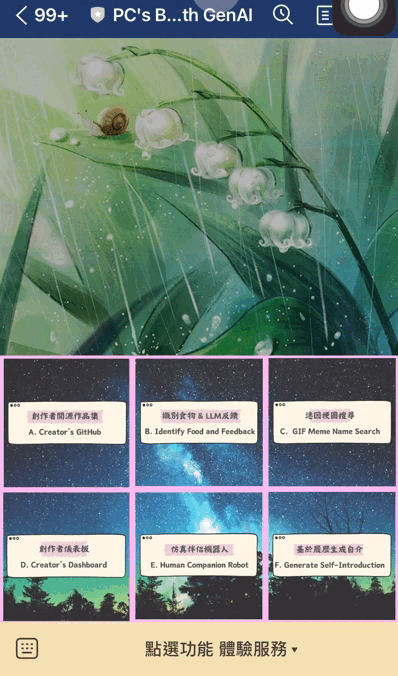 99+ PC's B...th GenAI
創作者開源作品集
A. Creator's GitHub
識別食物 & LLM反饋
B. Identify Food and Feedback
迷因梗圖搜尋
C. GIF Meme Name Search
創作者儀表板
D. Creator's Dashboard
仿真伴侶機器人
E. Human Companion Robot
基於履歷生成自介
F. Generate Self-Introduction
點選功能 體驗服務